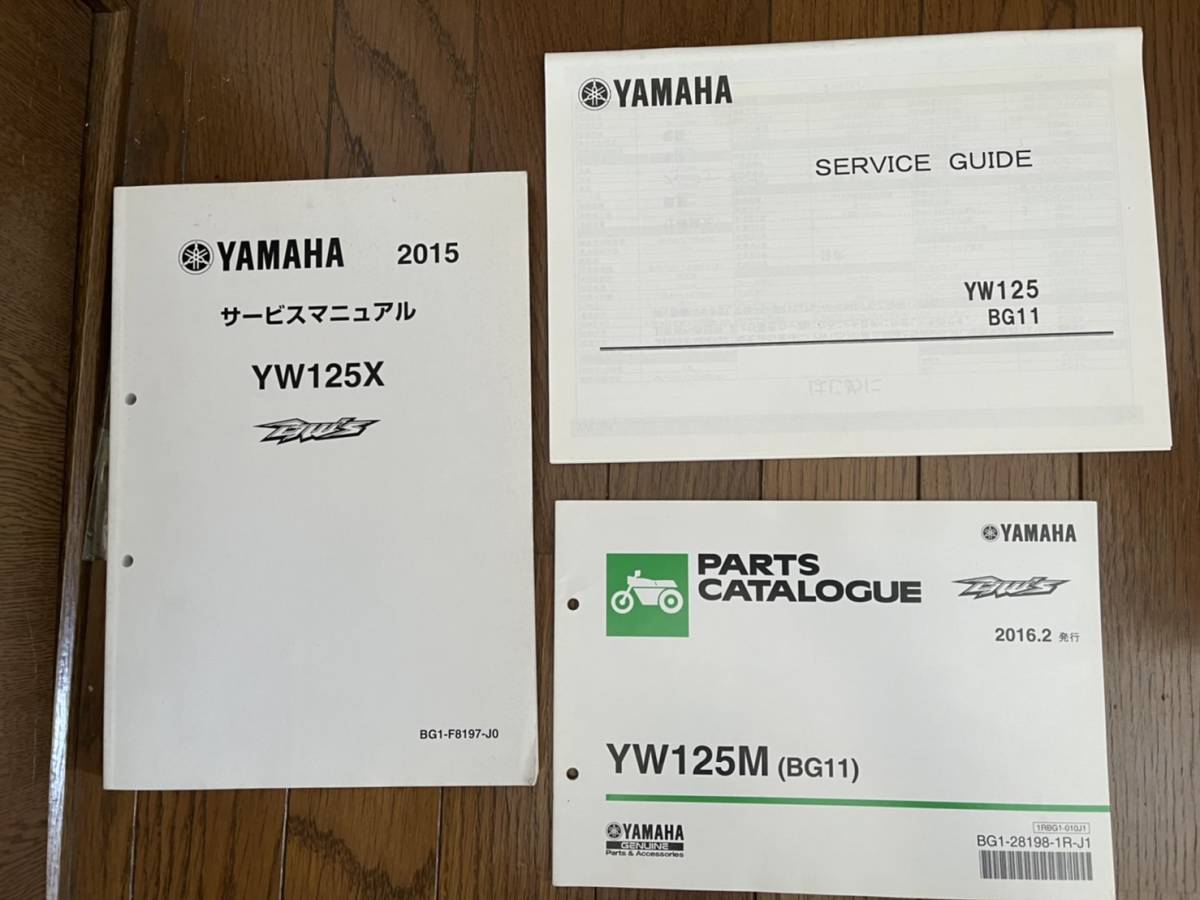 YAMAHA 2015
サービスマニュアル
YW125X
BW'S
BG1-F8197-J0
YAMAHA
SERVICE GUIDE
YW125
BG11
YAMAHA
PARTS
CATALOGUE
BW'S
2016.2 発行
YW125M (BG11)
YAMAHA
GENUINE
Parts & Accessories
1RBG1-010J1
BG1-28198-1R-J1